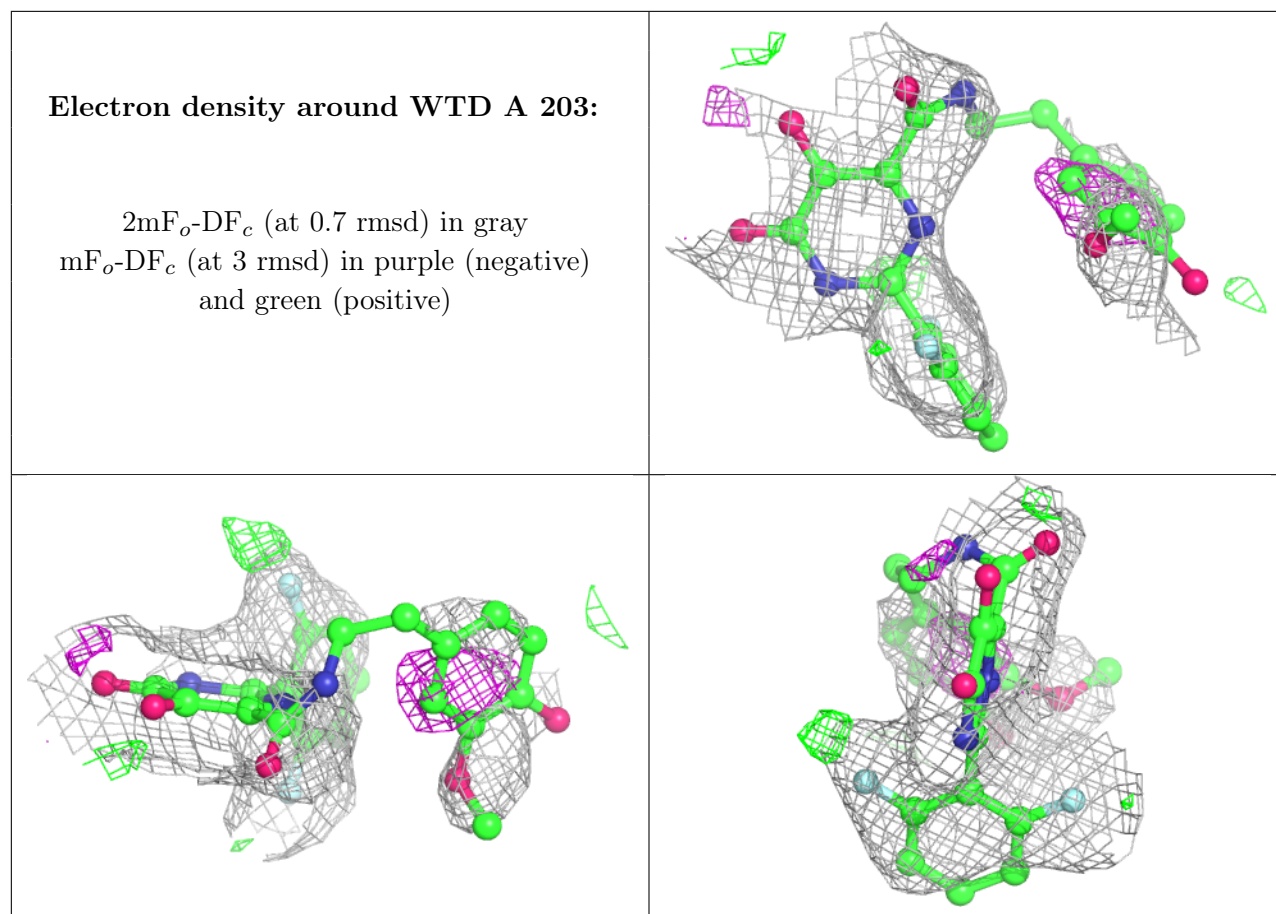 Electron density around WTD A 203:
2mFo-DFc (at 0.7 rmsd) in gray
mFo-DFc (at 3 rmsd) in purple (negative)
and green (positive)